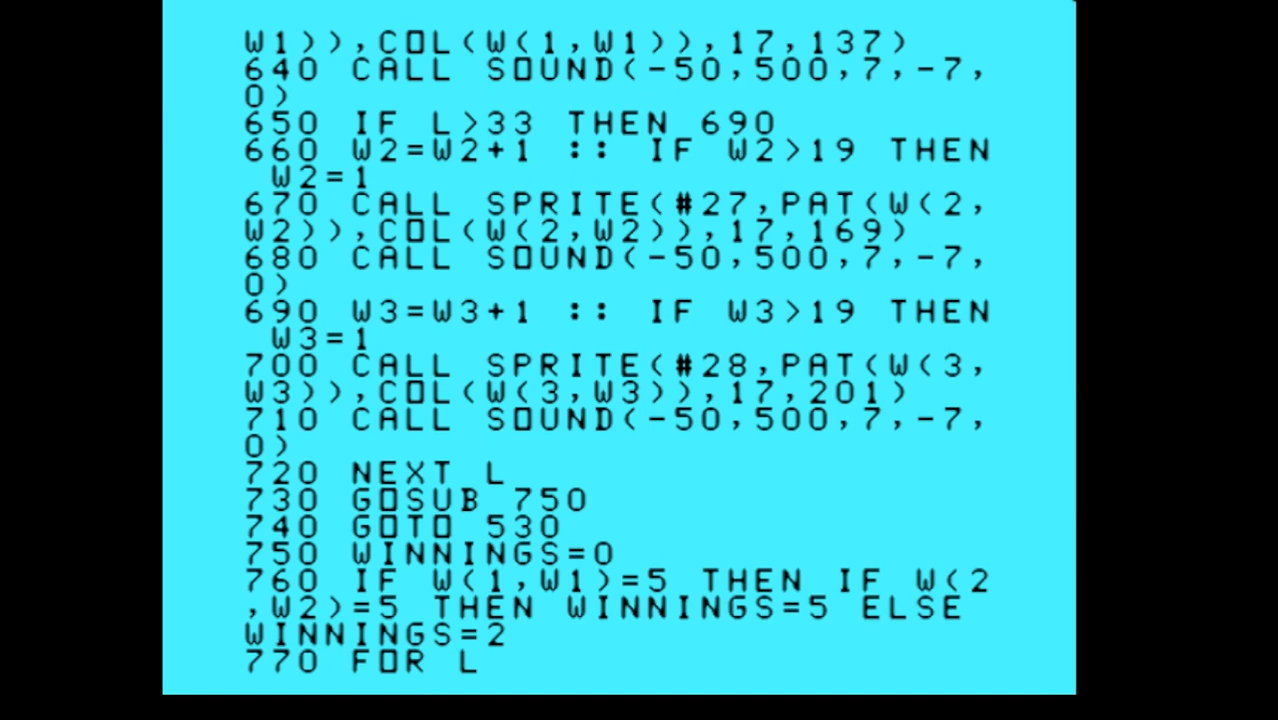 W1)),COL(W(1,W1)),17,137)
640 CALL SOUND(-50,500,7,-7,
0)
650 IF L>33 THEN 690
660 W2=W2+1 :: IF W2>19 THEN
W2=1
670 CALL SPRITE(#27,PAT(W(2,
W2)),COL(W(2,W2)),17,169)
680 CALL SOUND(-50,500,7,-7,
0)
690 W3=W3+1 :: IF W3>19 THEN
W3=1
700 CALL SPRITE(#28,PAT(W(3,
W3)),COL(W(3,W3)),17,201)
710 CALL SOUND(-50,500,7,-7,
0)
720 NEXT L
730 GOSUB 750
740 GOTO 530
750 WINNINGS=0
760 IF W(1,W1)=5 THEN IF W(2
,W2)=5 THEN WINNINGS=5 ELSE
WINNINGS=2
770 FOR L